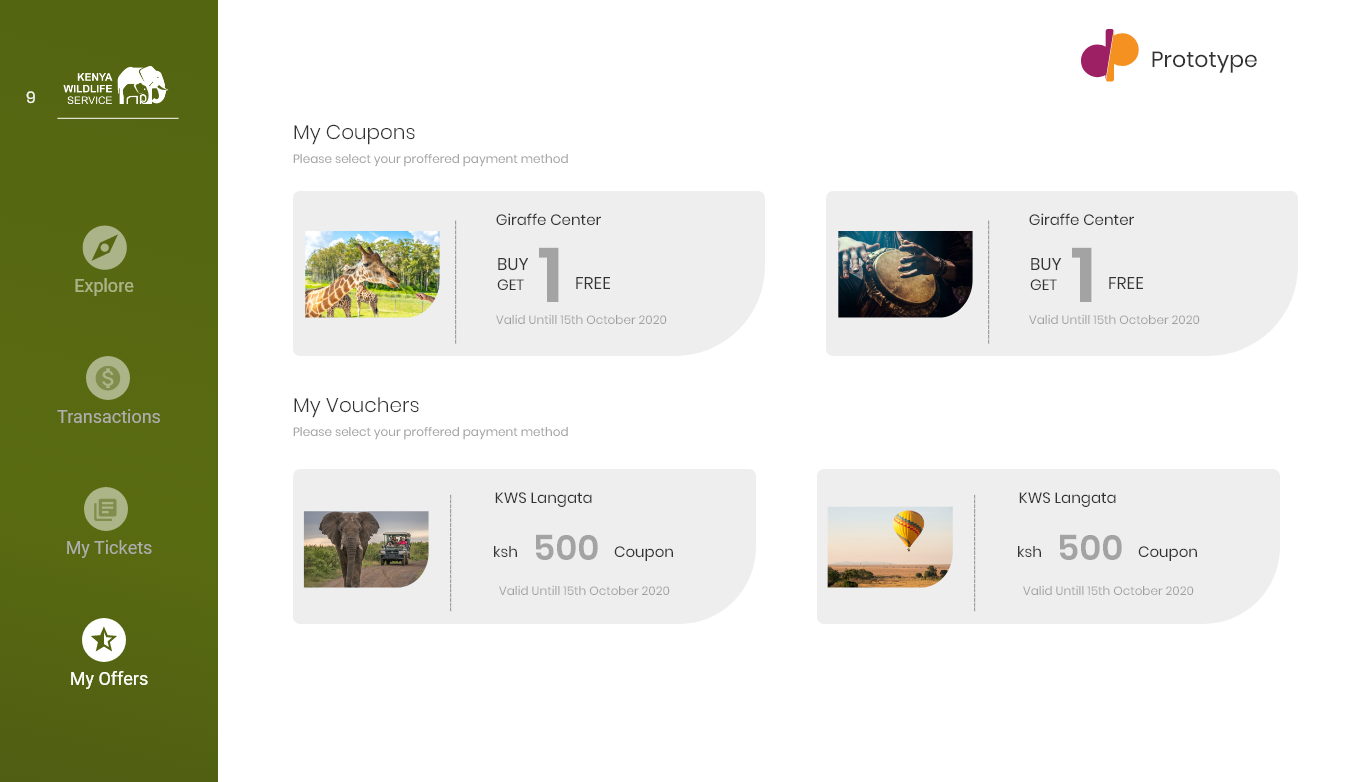 9
KENYA
WILDLIFE
SERVICE
Explore
Transactions
My Tickets
My Offers
Prototype
My Coupons
Please select your proffered payment method
Giraffe Center
BUY
GET 1 FREE
Valid Untill 15th October 2020
Giraffe Center
BUY
GET 1 FREE
Valid Untill 15th October 2020
My Vouchers
Please select your proffered payment method
KWS Langata
ksh 500 Coupon
Valid Untill 15th October 2020
KWS Langata
ksh 500 Coupon
Valid Untill 15th October 2020